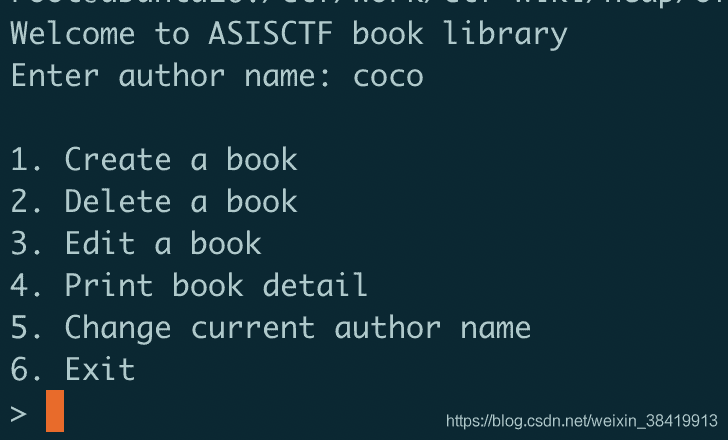 Welcome to ASISCTF book library
Enter author name: coco
1. Create a book
2. Delete a book
3. Edit a book
4. Print book detail
5. Change current author name
6. Exit
>
https://blog.csdn.net/weixin_38419913